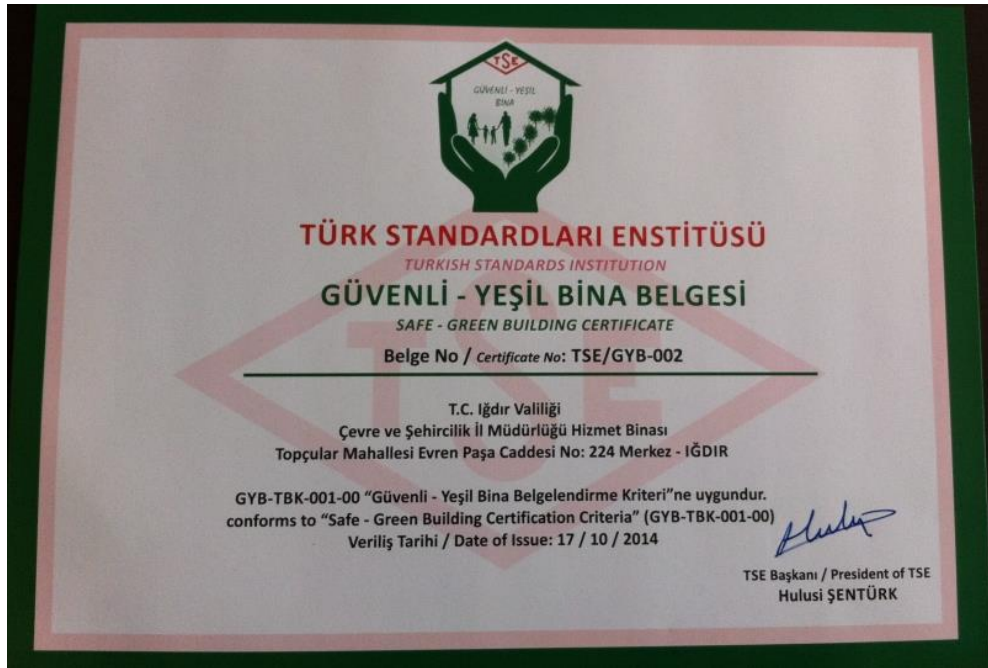 TSE
GÜVENLİ - YEŞİL
BİNA
TÜRK STANDARDLARI ENSTİTÜSÜ
TURKISH STANDARDS INSTITUTION
GÜVENLİ - YEŞİL BİNA BELGESİ
SAFE - GREEN BUILDING CERTIFICATE
Belge No / Certificate No: TSE/GYB-002
TSE
T.C. Iğdır Valiliği
Çevre ve Şehircilik İl Müdürlüğü Hizmet Binası
Topçular Mahallesi Evren Paşa Caddesi No: 224 Merkez - IĞDIR
GYB-TBK-001-00 “Güvenli - Yeşil Bina Belgelendirme Kriteri”ne uygundur.
conforms to “Safe - Green Building Certification Criteria” (GYB-TBK-001-00)
Veriliş Tarihi / Date of Issue: 17 / 10 / 2014
TSE Başkanı / President of TSE
Hulusi ŞENTÜRK